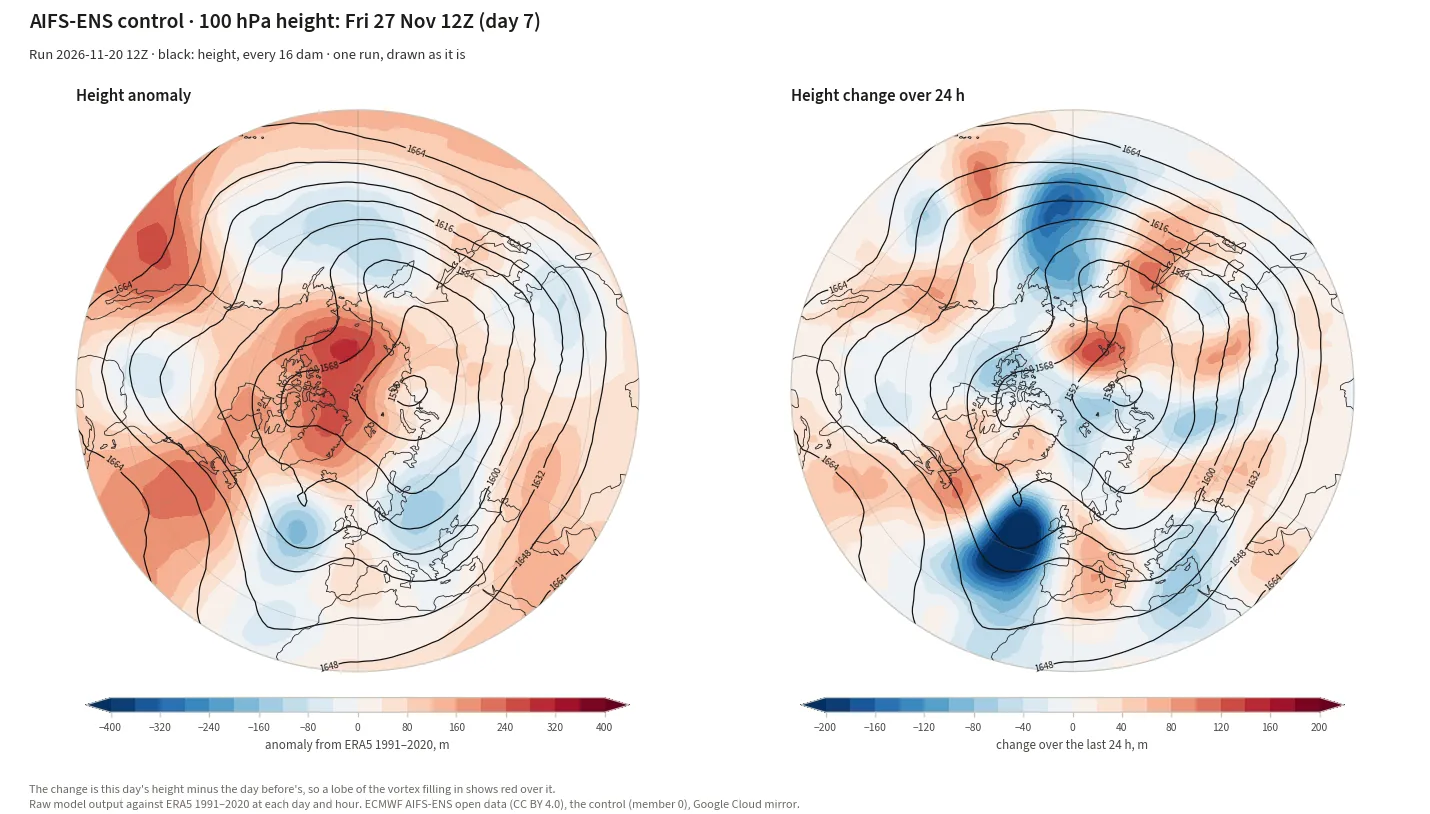 AIFS-ENS control · 100 hPa height: Fri 27 Nov 12Z (day 7)
Run 2026-11-20 12Z · black: height, every 16 dam · one run, drawn as it is
Height anomaly
Height change over 24 h
1664
1616
1584
1664
1568
1552
1600
1632
1664
1648
1664
1648
1664
1616
1584
1664
1568
1552
1600
1632
1664
1648
1664
1648
−400 −320 −240 −160 −80 0 80 160 240 320 400
anomaly from ERA5 1991–2020, m
−200 −160 −120 −80 −40 0 40 80 120 160 200
change over the last 24 h, m
The change is this day's height minus the day before's, so a lobe of the vortex filling in shows red over it.
Raw model output against ERA5 1991–2020 at each day and hour. ECMWF AIFS-ENS open data (CC BY 4.0), the control (member 0), Google Cloud mirror.